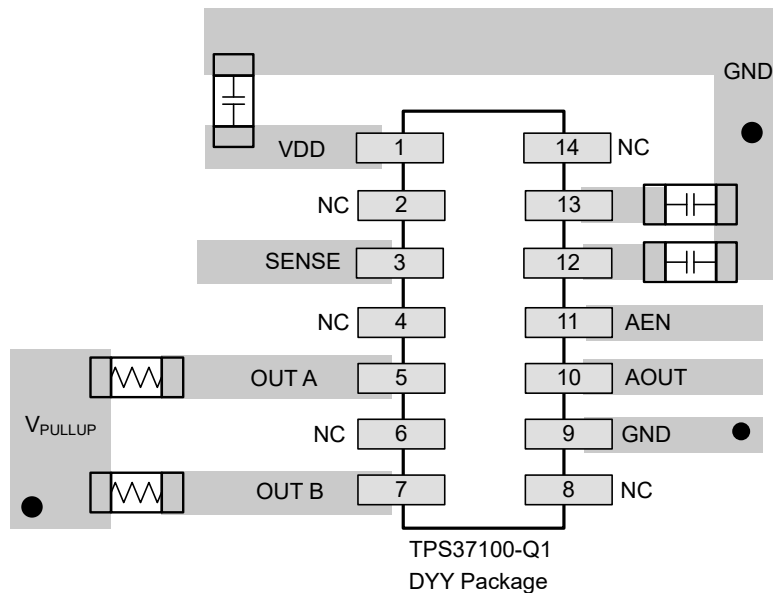 GND
VDD 1 14 NC
NC 2 13
SENSE 3 12
NC 4 11 AEN
OUT A 5 10 AOUT
VPULLUP
NC 6 9 GND
OUT B 7 8 NC
TPS37100-Q1
DYY Package